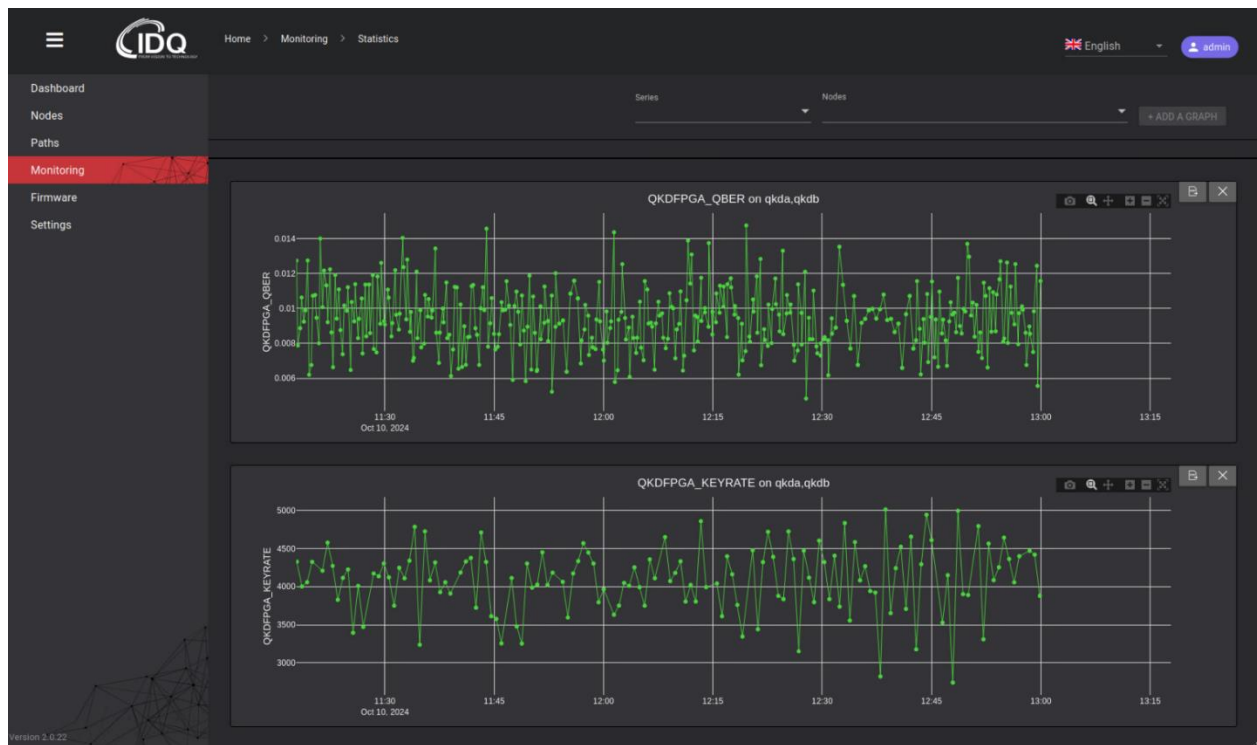 IDQ
FROM VISION TO TECHNOLOGY
Home > Monitoring > Statistics
English
admin
Dashboard
Nodes
Paths
Monitoring
Firmware
Settings
Series
Nodes
+ ADD A GRAPH
QKDFPGA_QBER on qkda,qkdb
QKDFPGA_QBER
0.014
0.012
0.01
0.008
0.006
11:30 11:45 12:00 12:15 12:30 12:45 13:00 13:15
Oct 10, 2024
QKDFPGA_KEYRATE on qkda,qkdb
QKDFPGA_KEYRATE
5000
4500
4000
3500
3000
11:30 11:45 12:00 12:15 12:30 12:45 13:00 13:15
Oct 10, 2024
Version 2.0.22